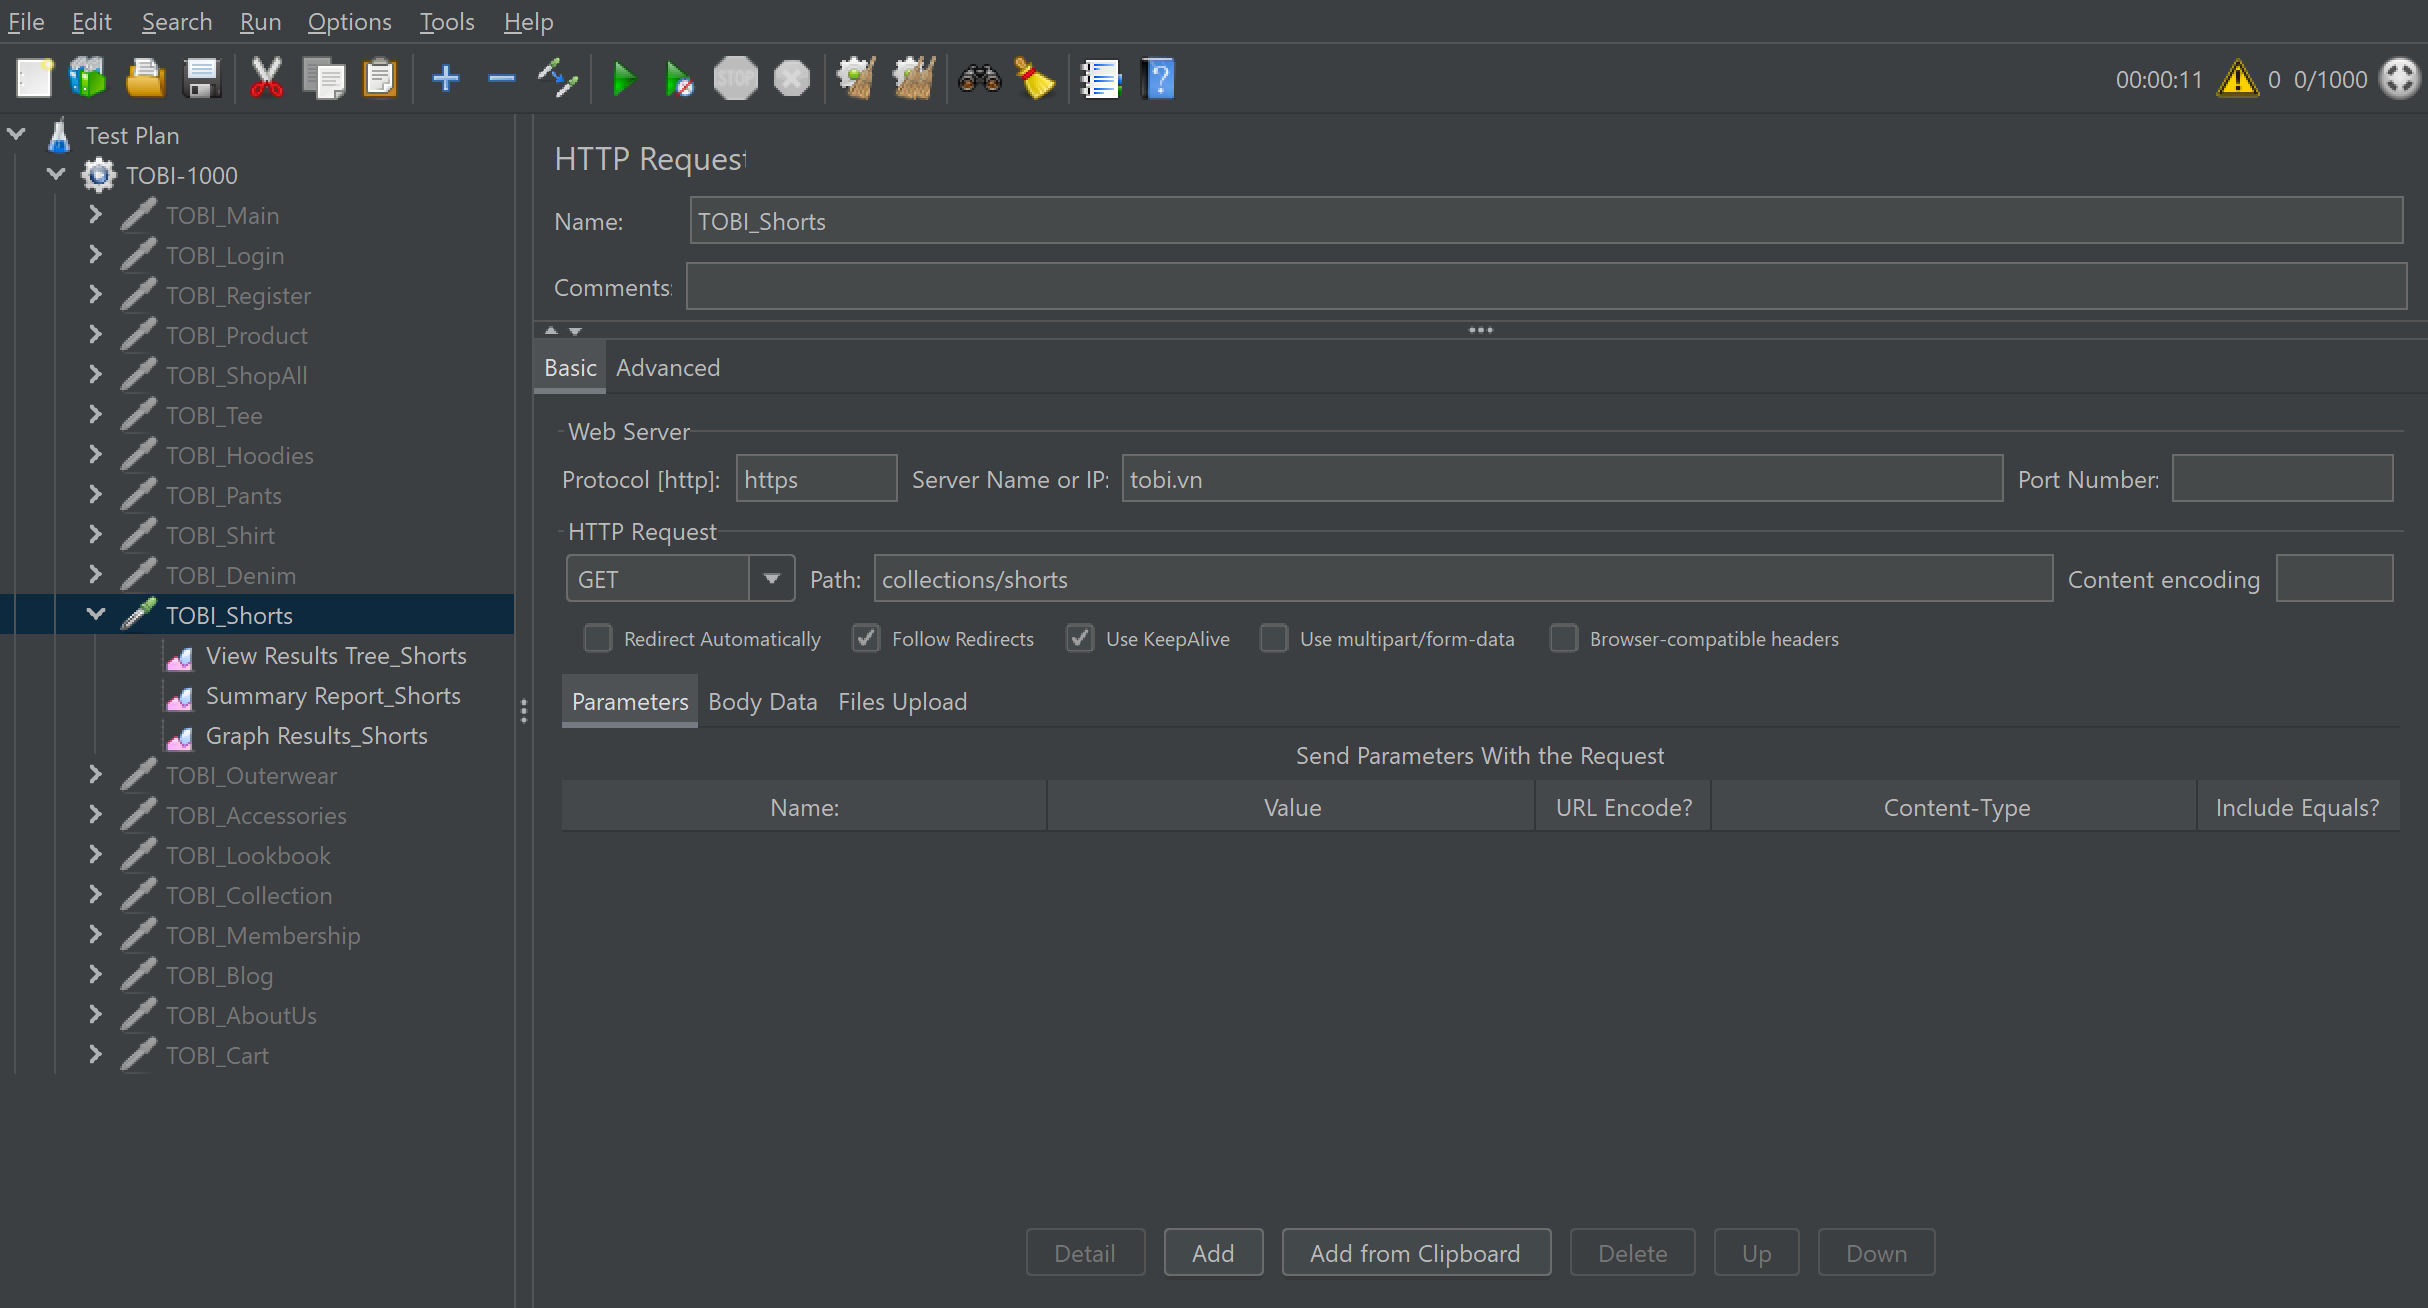 File Edit Search Run Options Tools Help
STOP ? 00:00:11 0 0/1000
Test Plan
TOBI-1000
TOBI_Main
TOBI_Login
TOBI_Register
TOBI_Product
TOBI_ShopAll
TOBI_Tee
TOBI_Hoodies
TOBI_Pants
TOBI_Shirt
TOBI_Denim
TOBI_Shorts
View Results Tree_Shorts
Summary Report_Shorts
Graph Results_Shorts
TOBI_Outerwear
TOBI_Accessories
TOBI_Lookbook
TOBI_Collection
TOBI_Membership
TOBI_Blog
TOBI_AboutUs
TOBI_Cart
HTTP Request
Name: TOBI_Shorts
Comments:
Basic Advanced
Web Server
Protocol [http]: https Server Name or IP: tobi.vn Port Number:
HTTP Request
GET Path: collections/shorts Content encoding
Redirect Automatically Follow Redirects Use KeepAlive Use multipart/form-data Browser-compatible headers
Parameters Body Data Files Upload
Send Parameters With the Request
Name: Value URL Encode? Content-Type Include Equals?
Detail Add Add from Clipboard Delete Up Down